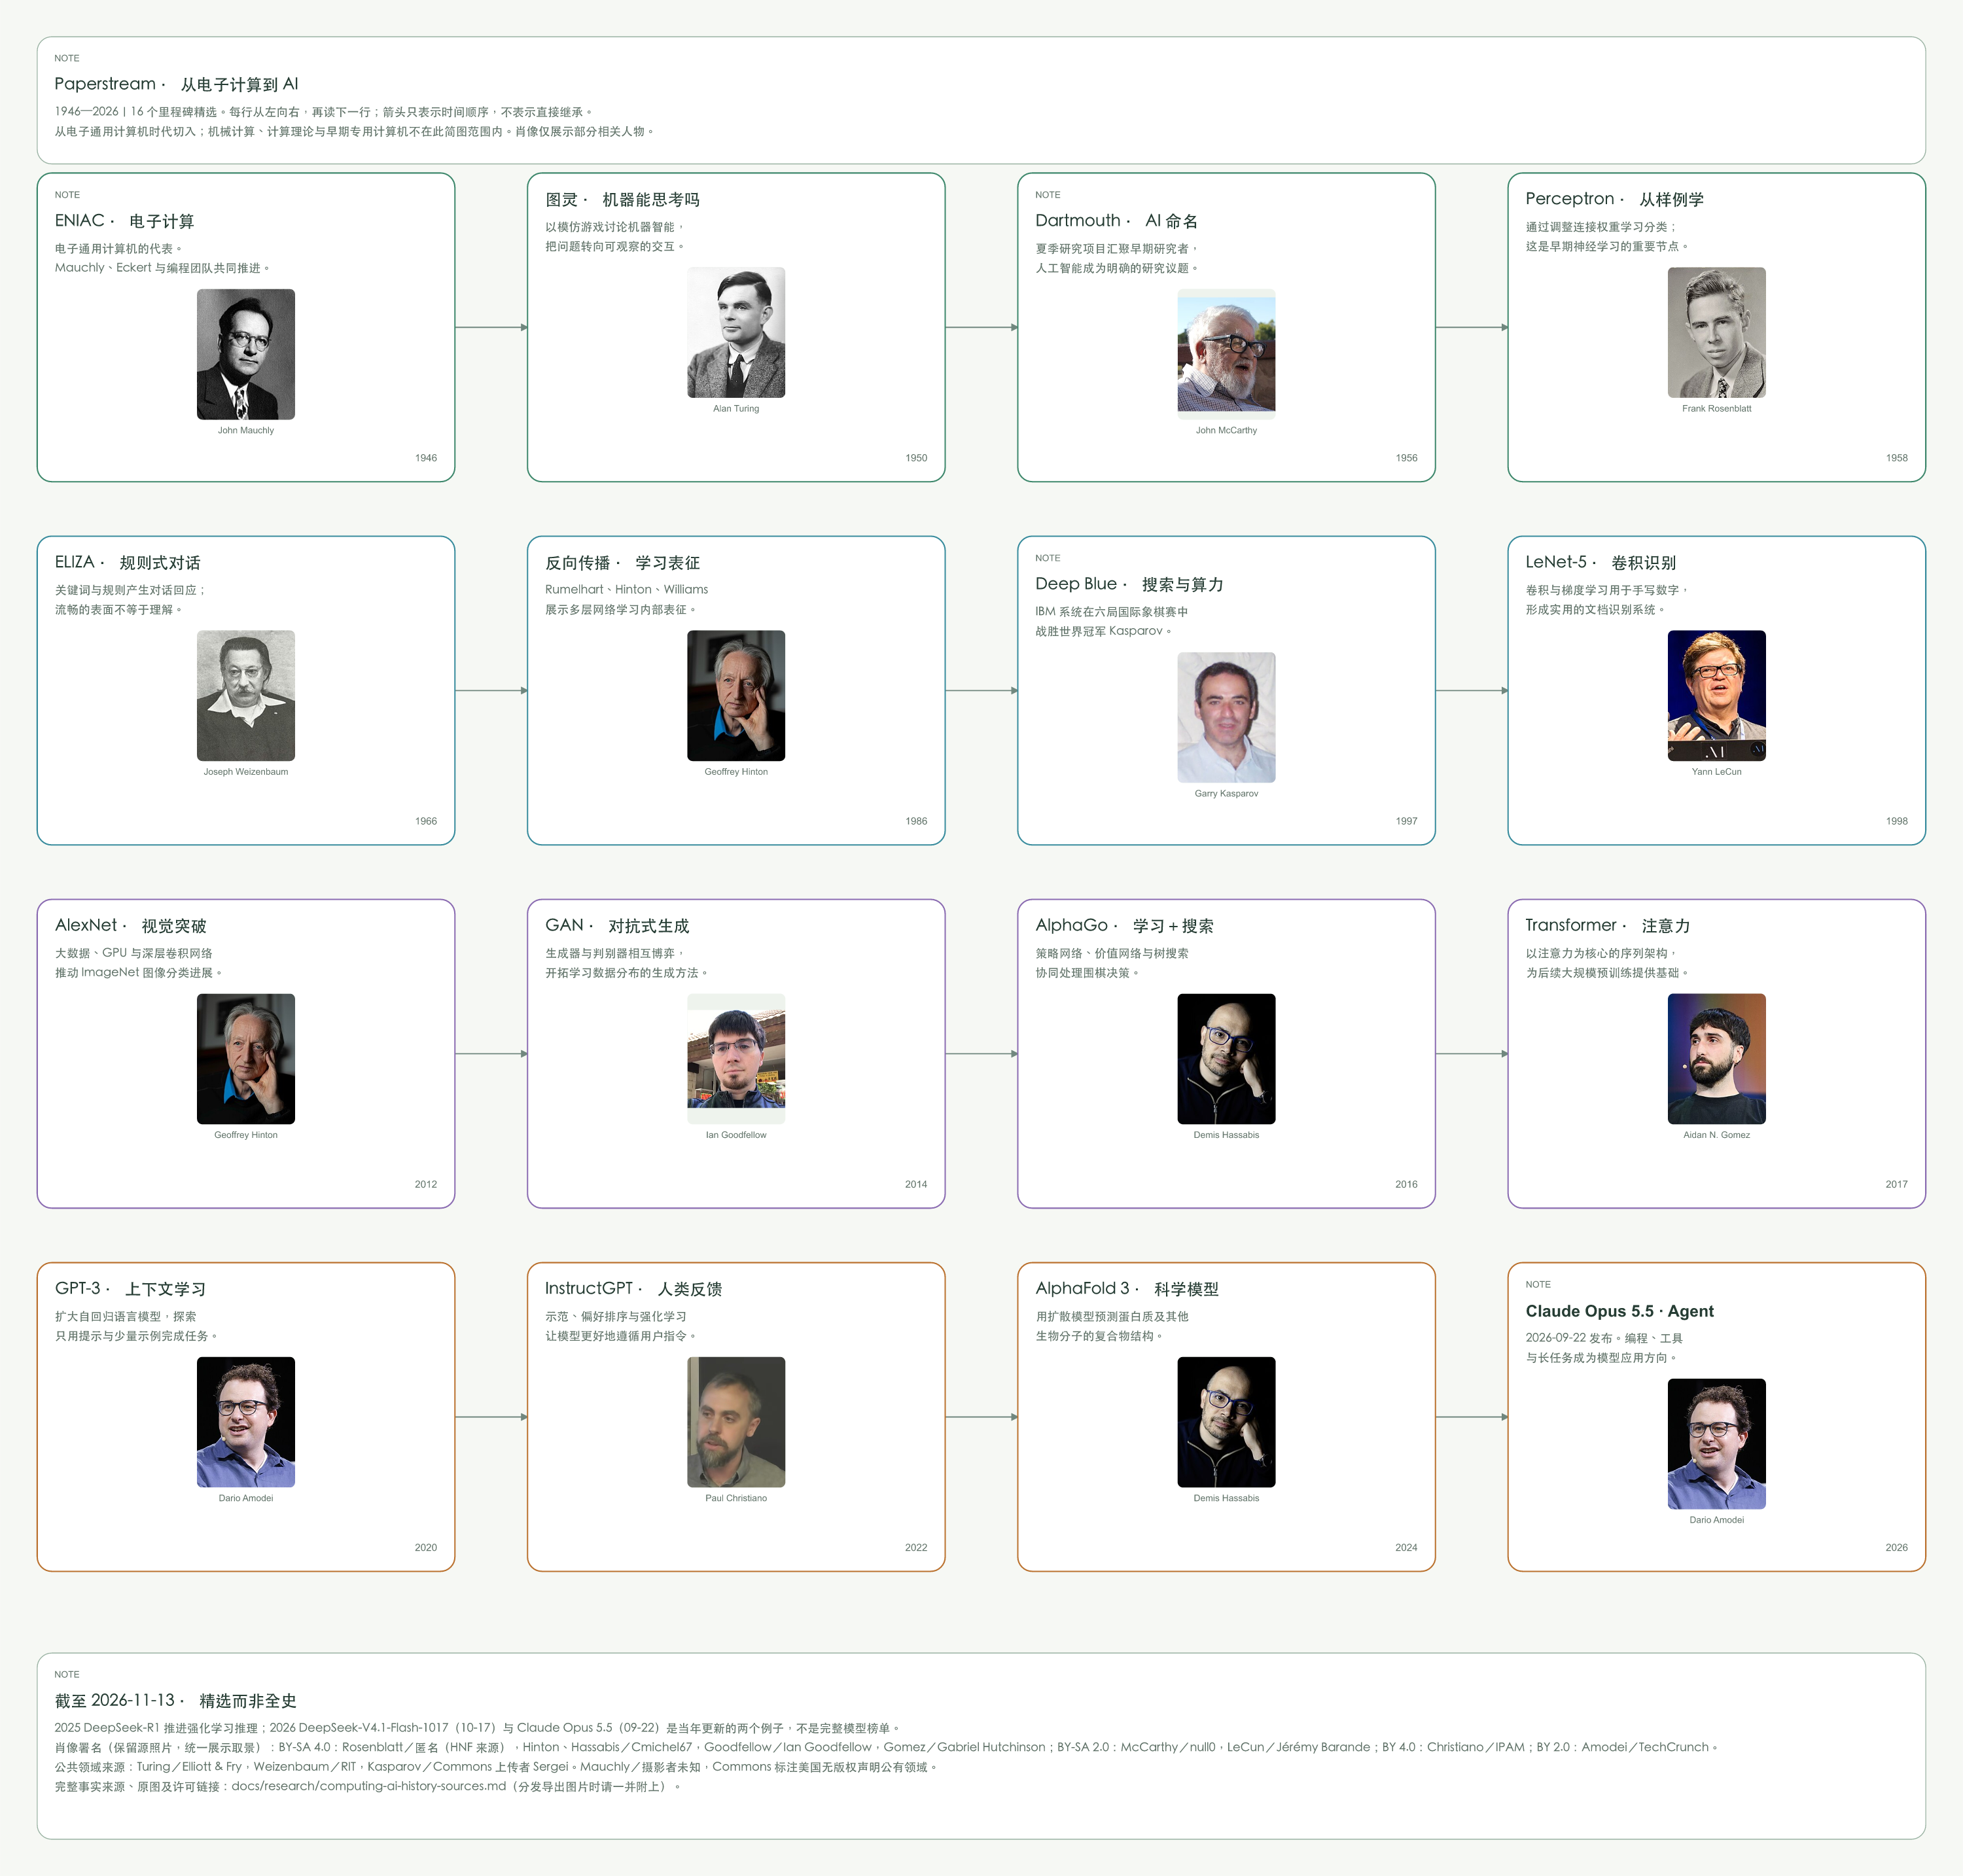 NOTE
Paperstream · 从电子计算到 AI
1946—2026 | 16 个里程碑精选。每行从左向右，再读下一行；箭头只表示时间顺序，不表示直接继承。
从电子通用计算机时代切入；机械计算、计算理论与早期专用计算机不在此简图范围内。肖像仅展示部分相关人物。
NOTE
ENIAC · 电子计算
电子通用计算机的代表。
Mauchly、Eckert 与编程团队共同推进。
John Mauchly
1946
图灵 · 机器能思考吗
以模仿游戏讨论机器智能，
把问题转向可观察的交互。
Alan Turing
1950
NOTE
Dartmouth · AI 命名
夏季研究项目汇聚早期研究者，
人工智能成为明确的研究议题。
John McCarthy
1956
Perceptron · 从样例学
通过调整连接权重学习分类；
这是早期神经学习的重要节点。
Frank Rosenblatt
1958
ELIZA · 规则式对话
关键词与规则产生对话回应；
流畅的表面不等于理解。
Joseph Weizenbaum
1966
反向传播 · 学习表征
Rumelhart、Hinton、Williams
展示多层网络学习内部表征。
Geoffrey Hinton
1986
NOTE
Deep Blue · 搜索与算力
IBM 系统在六局国际象棋赛中
战胜世界冠军 Kasparov。
Garry Kasparov
1997
LeNet-5 · 卷积识别
卷积与梯度学习用于手写数字，
形成实用的文档识别系统。
Yann LeCun
1998
AlexNet · 视觉突破
大数据、GPU 与深层卷积网络
推动 ImageNet 图像分类进展。
Geoffrey Hinton
2012
GAN · 对抗式生成
生成器与判别器相互博弈，
开拓学习数据分布的生成方法。
Ian Goodfellow
2014
AlphaGo · 学习 + 搜索
策略网络、价值网络与树搜索
协同处理围棋决策。
Demis Hassabis
2016
Transformer · 注意力
以注意力为核心的序列架构，
为后续大规模预训练提供基础。
Aidan N. Gomez
2017
GPT-3 · 上下文学习
扩大自回归语言模型，探索
只用提示与少量示例完成任务。
Dario Amodei
2020
InstructGPT · 人类反馈
示范、偏好排序与强化学习
让模型更好地遵循用户指令。
Paul Christiano
2022
AlphaFold 3 · 科学模型
用扩散模型预测蛋白质及其他
生物分子的复合物结构。
Demis Hassabis
2024
NOTE
Claude Opus 5.5 · Agent
2026-09-22 发布。编程、工具
与长任务成为模型应用方向。
Dario Amodei
2026
NOTE
截至 2026-11-13 · 精选而非全史
2025 DeepSeek-R1 推进强化学习推理；2026 DeepSeek-V4.1-Flash-1017（10-17）与 Claude Opus 5.5（09-22）是当年更新的两个例子，不是完整模型榜单。
肖像署名（保留源照片，统一展示取景）：BY-SA 4.0：Rosenblatt／匿名（HNF 来源），Hinton、Hassabis／Cmichel67，Goodfellow／Ian Goodfellow，Gomez／Gabriel Hutchinson；BY-SA 2.0：McCarthy／null0，LeCun／Jérémy Barande；BY 4.0：Christiano／IPAM；BY 2.0：Amodei／TechCrunch。
公共领域来源：Turing／Elliott & Fry，Weizenbaum／RIT，Kasparov／Commons 上传者 Sergei。Mauchly／摄影者未知，Commons 标注美国无版权声明公有领域。
完整事实来源、原图及许可链接：docs/research/computing-ai-history-sources.md（分发导出图片时请一并附上）。